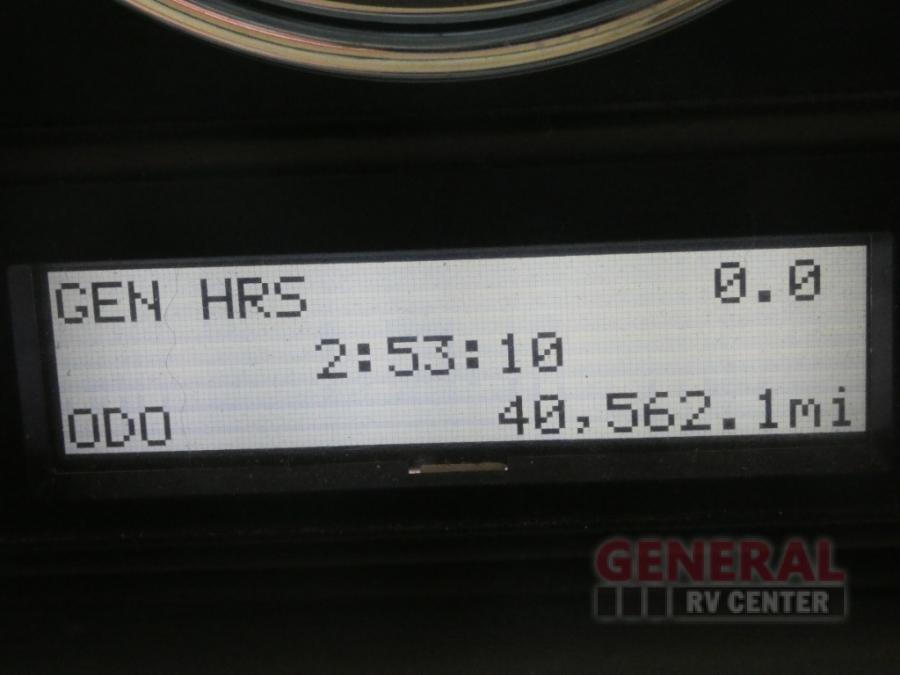 GEN HRS 0.0
2:53:10
ODO 40,562.1mi
GENERAL
RV CENTER